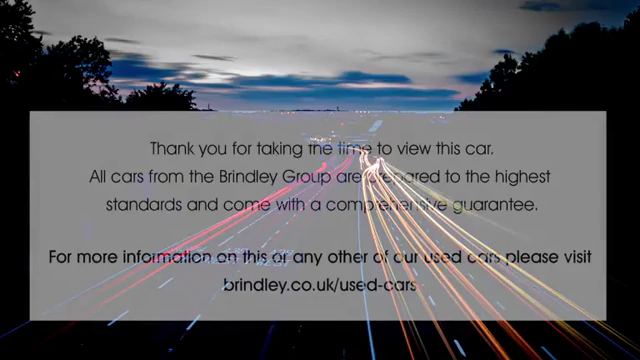 Thank you for taking the time to view this car.
All cars from the Brindley Group are prepared to the highest
standards and come with a comprehensive guarantee.
For more information on this or any other of our used cars please visit
brindley.co.uk/used-cars